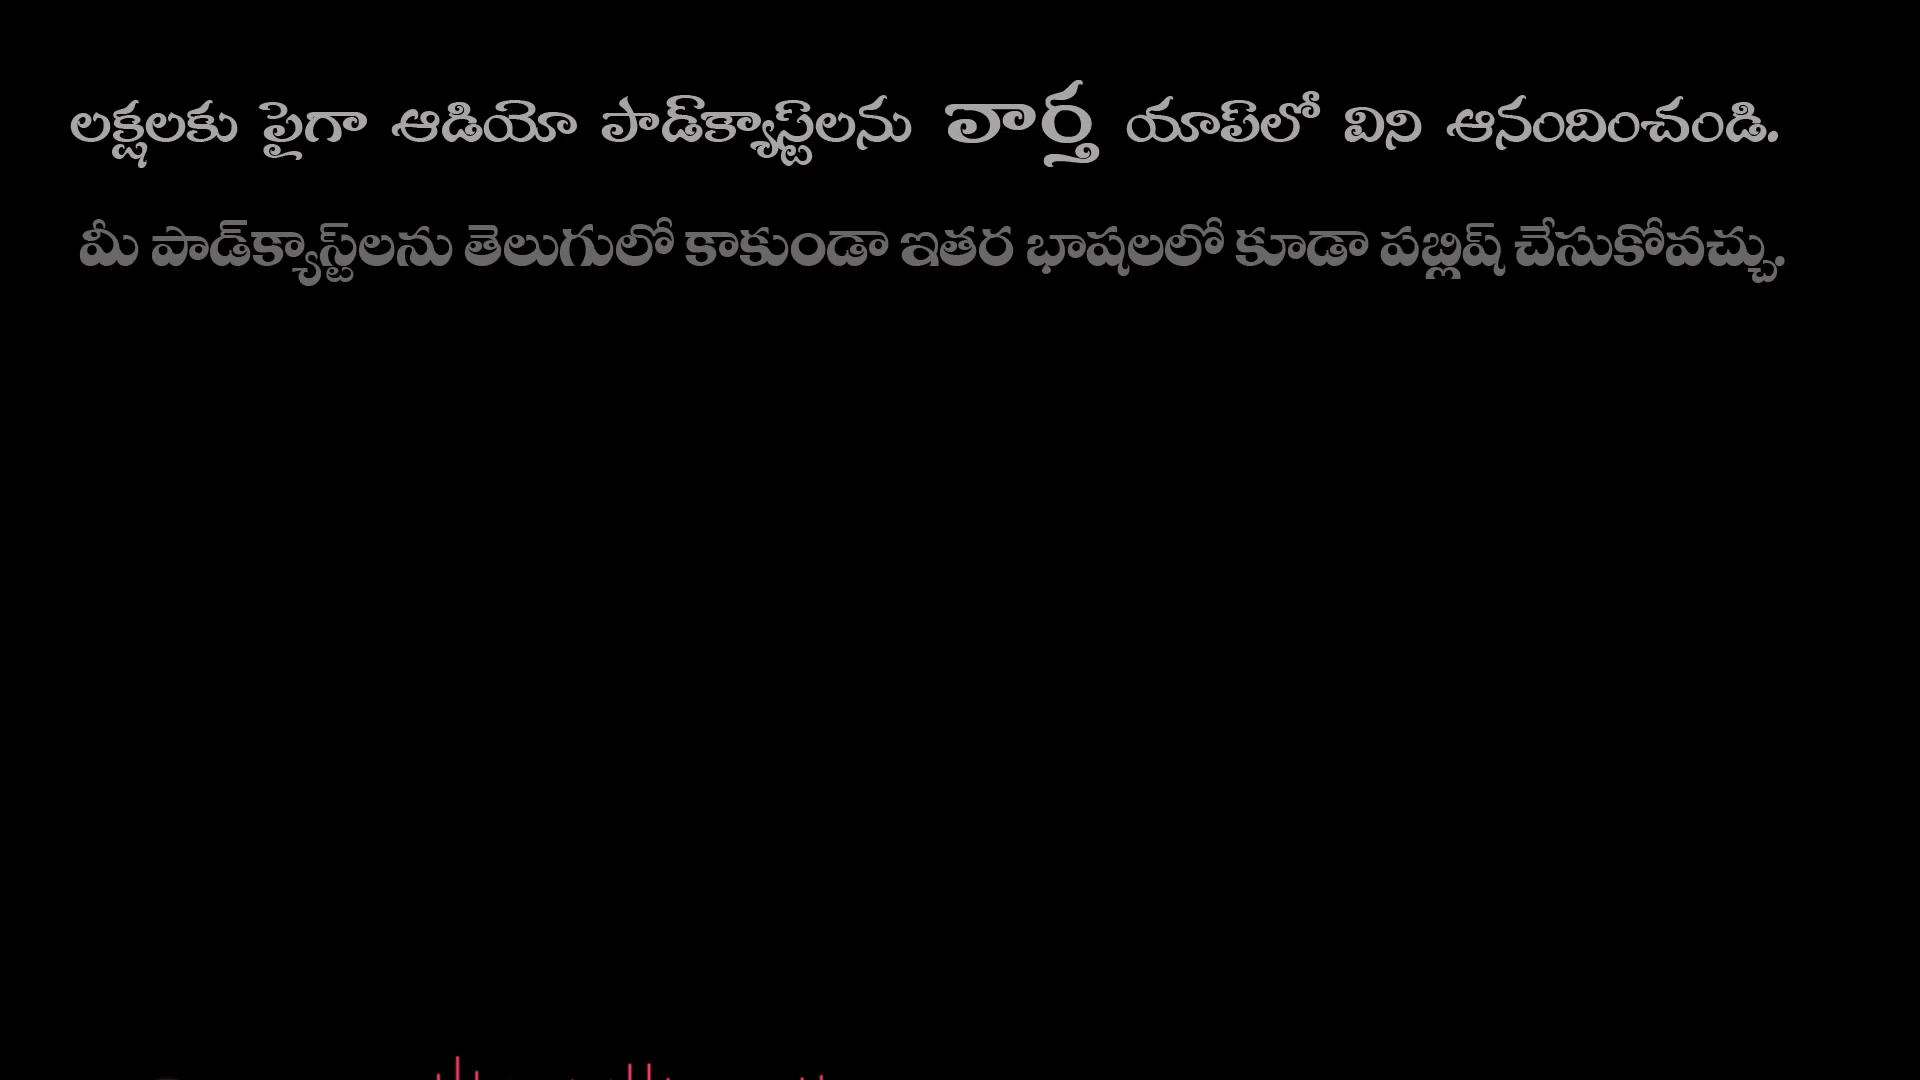 లక్షలకు పైగా ఆడియో పాడ్‌క్యాస్ట్‌లను వార్త యాప్‌లో విని ఆనందించండి.
మీ పాడ్‌క్యాస్ట్‌లను తెలుగులో కాకుండా ఇతర భాషలలో కూడా పబ్లిష్ చేసుకోవచ్చు.